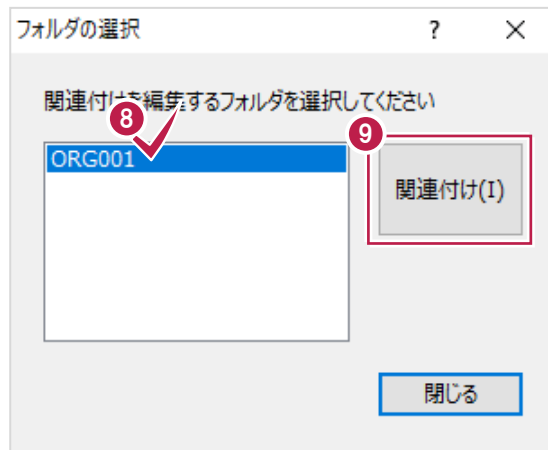 フォルダの選択 ? ×
関連付けを編集するフォルダを選択してください
8
9
ORG001
関連付け(I)
閉じる